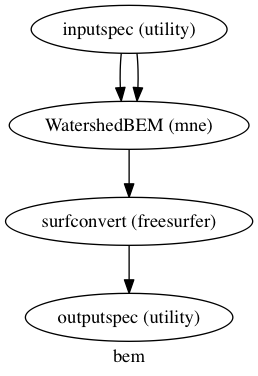 inputspec (utility)
WatershedBEM (mne)
surfconvert (freesurfer)
outputspec (utility)
bem